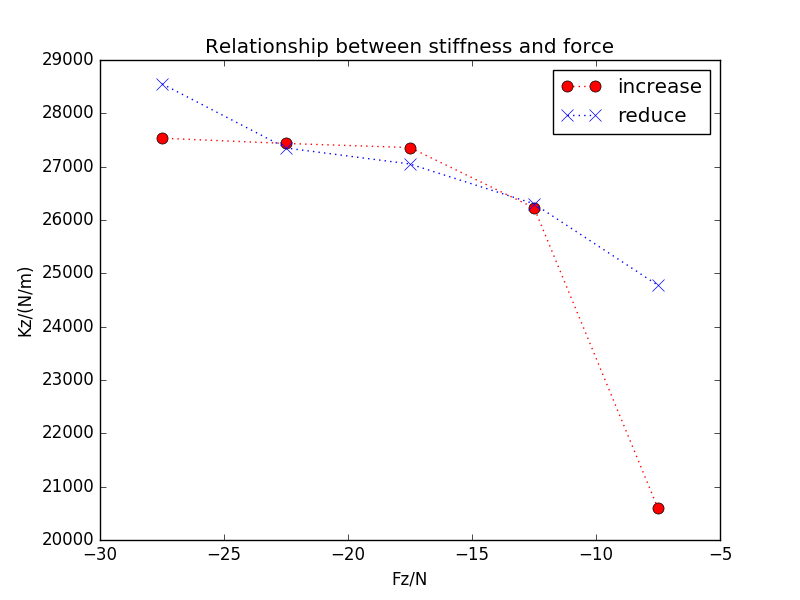 Relationship between stiffness and force
increase
reduce
29000
28000
27000
26000
25000
24000
23000
22000
21000
20000
Kz/(N/m)
−30 −25 −20 −15 −10 −5
Fz/N